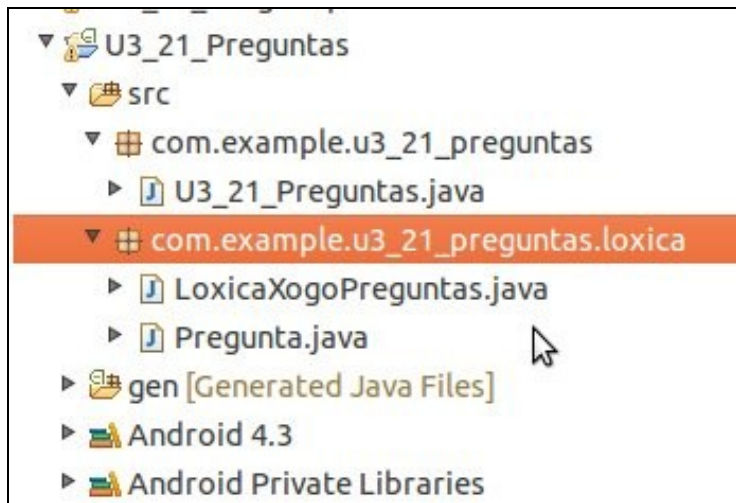 U3_21_Preguntas
src
com.example.u3_21_preguntas
U3_21_Preguntas.java
com.example.u3_21_preguntas.loxica
LoxicaXogoPreguntas.java
Pregunta.java
gen [Generated Java Files]
Android 4.3
Android Private Libraries